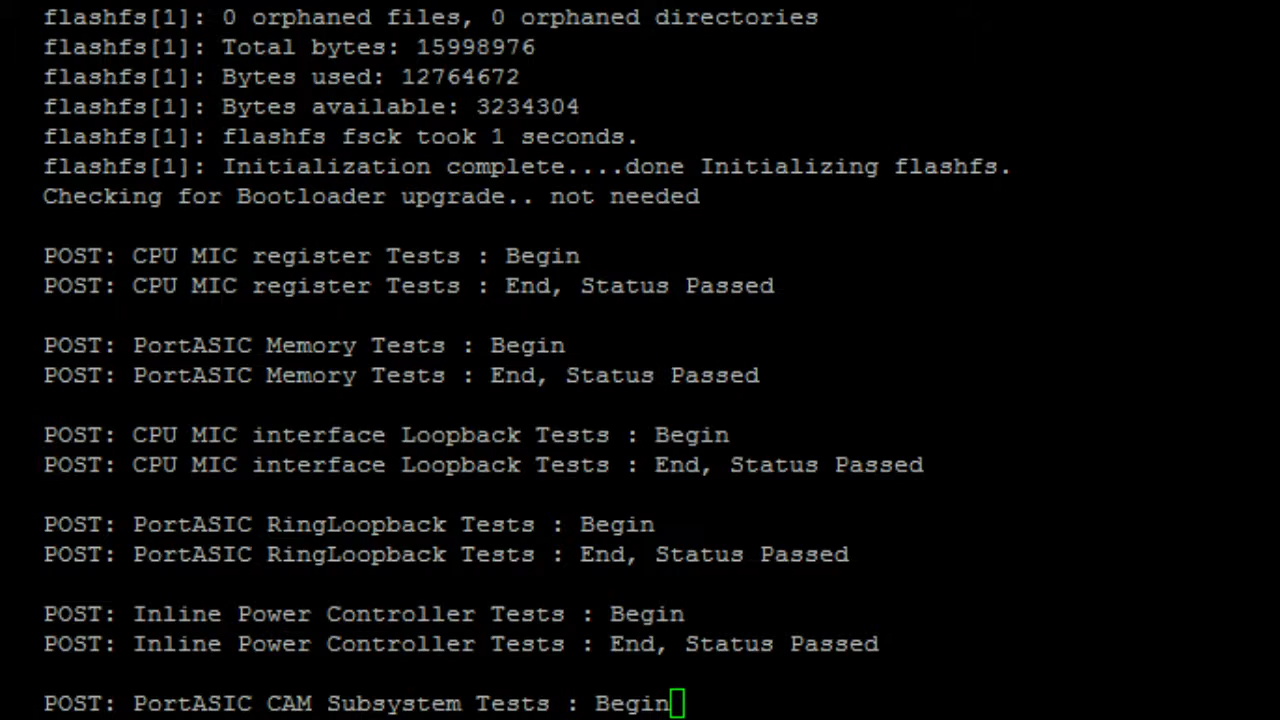 flashfs[1]: 0 orphaned files, 0 orphaned directories
flashfs[1]: Total bytes: 15998976
flashfs[1]: Bytes used: 12764672
flashfs[1]: Bytes available: 3234304
flashfs[1]: flashfs fsck took 1 seconds.
flashfs[1]: Initialization complete....done Initializing flashfs.
Checking for Bootloader upgrade.. not needed
POST: CPU MIC register Tests : Begin
POST: CPU MIC register Tests : End, Status Passed
POST: PortASIC Memory Tests : Begin
POST: PortASIC Memory Tests : End, Status Passed
POST: CPU MIC interface Loopback Tests : Begin
POST: CPU MIC interface Loopback Tests : End, Status Passed
POST: PortASIC RingLoopback Tests : Begin
POST: PortASIC RingLoopback Tests : End, Status Passed
POST: Inline Power Controller Tests : Begin
POST: Inline Power Controller Tests : End, Status Passed
POST: PortASIC CAM Subsystem Tests : Begin